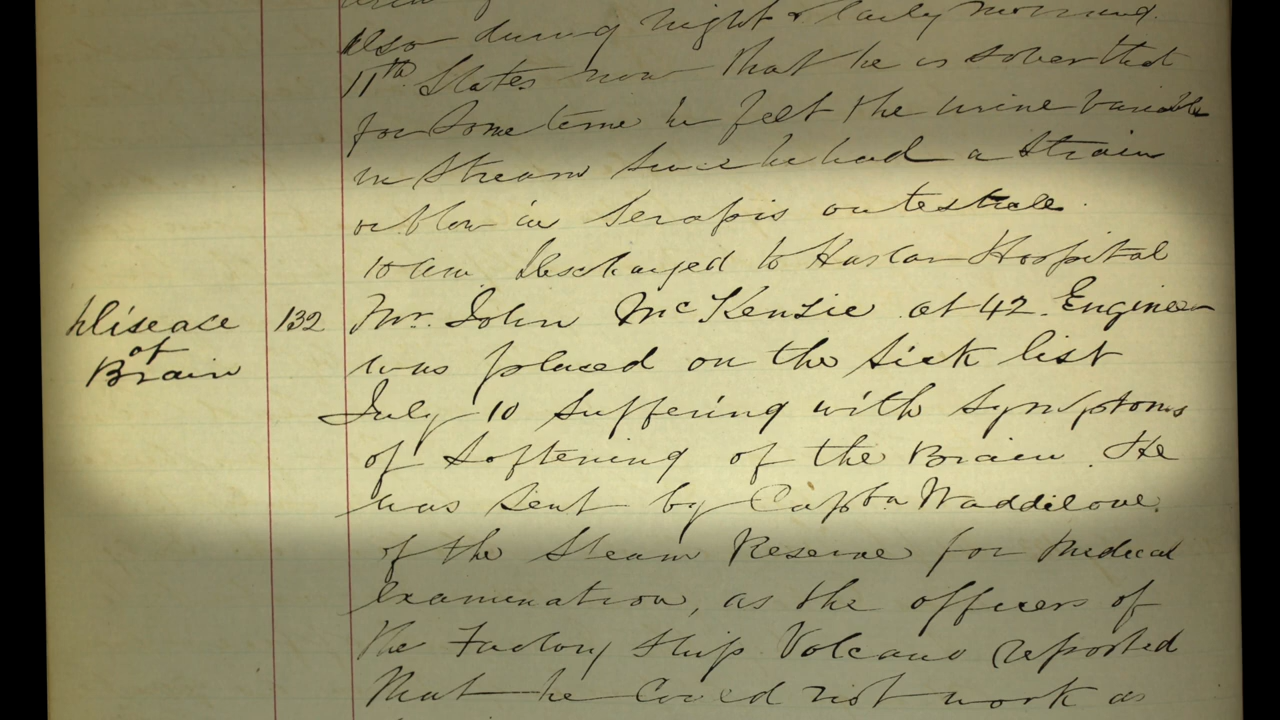 also during night & early morning.
11th States now that he is sober that
for some time he felt the urine variable
in stream since he had a strain
or blow in Serapis on testicle.
10 am Discharged to Haslar Hospital
Disease of Brain 132 Mr. John McKenzie æt 42. Engineer
was placed on the sick list
July 10 suffering with symptoms
of softening of the Brain. He
was sent by Captn Waddilove.
of the Steam Reserve for medical
examination, as the officers of
the Factory Ship Volcano reported
that he could not work as